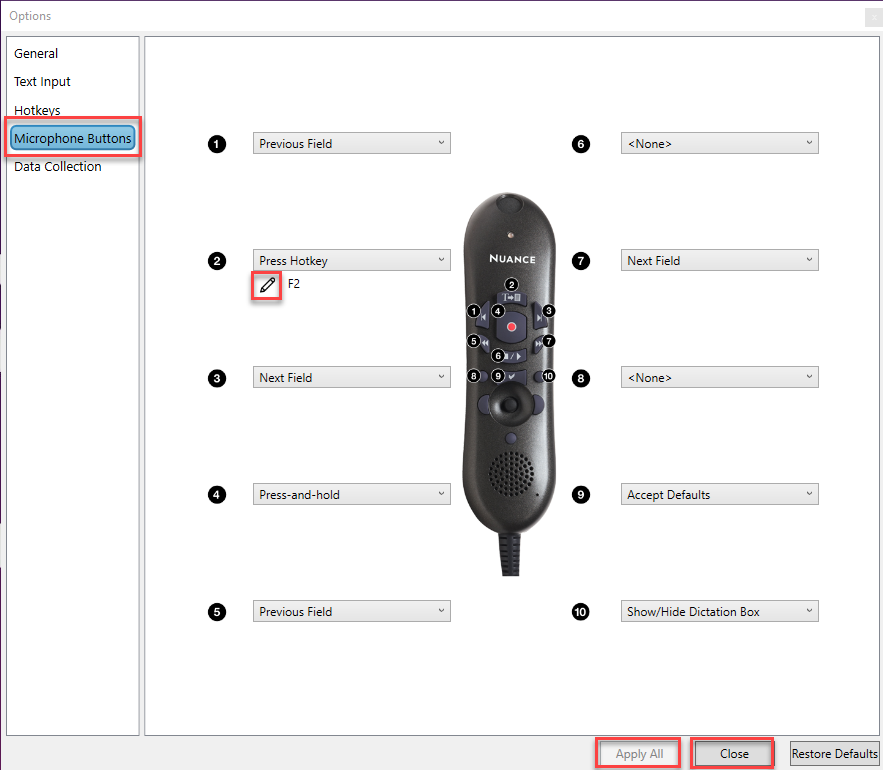 Options
x
General
Text Input
Hotkeys
Microphone Buttons
Data Collection
1 Previous Field
6 <None>
2 Press Hotkey
F2
7 Next Field
3 Next Field
8 <None>
4 Press-and-hold
9 Accept Defaults
5 Previous Field
10 Show/Hide Dictation Box
NUANCE
2
1 4 3
5 7
6
8 9 10
Apply All
Close
Restore Defaults